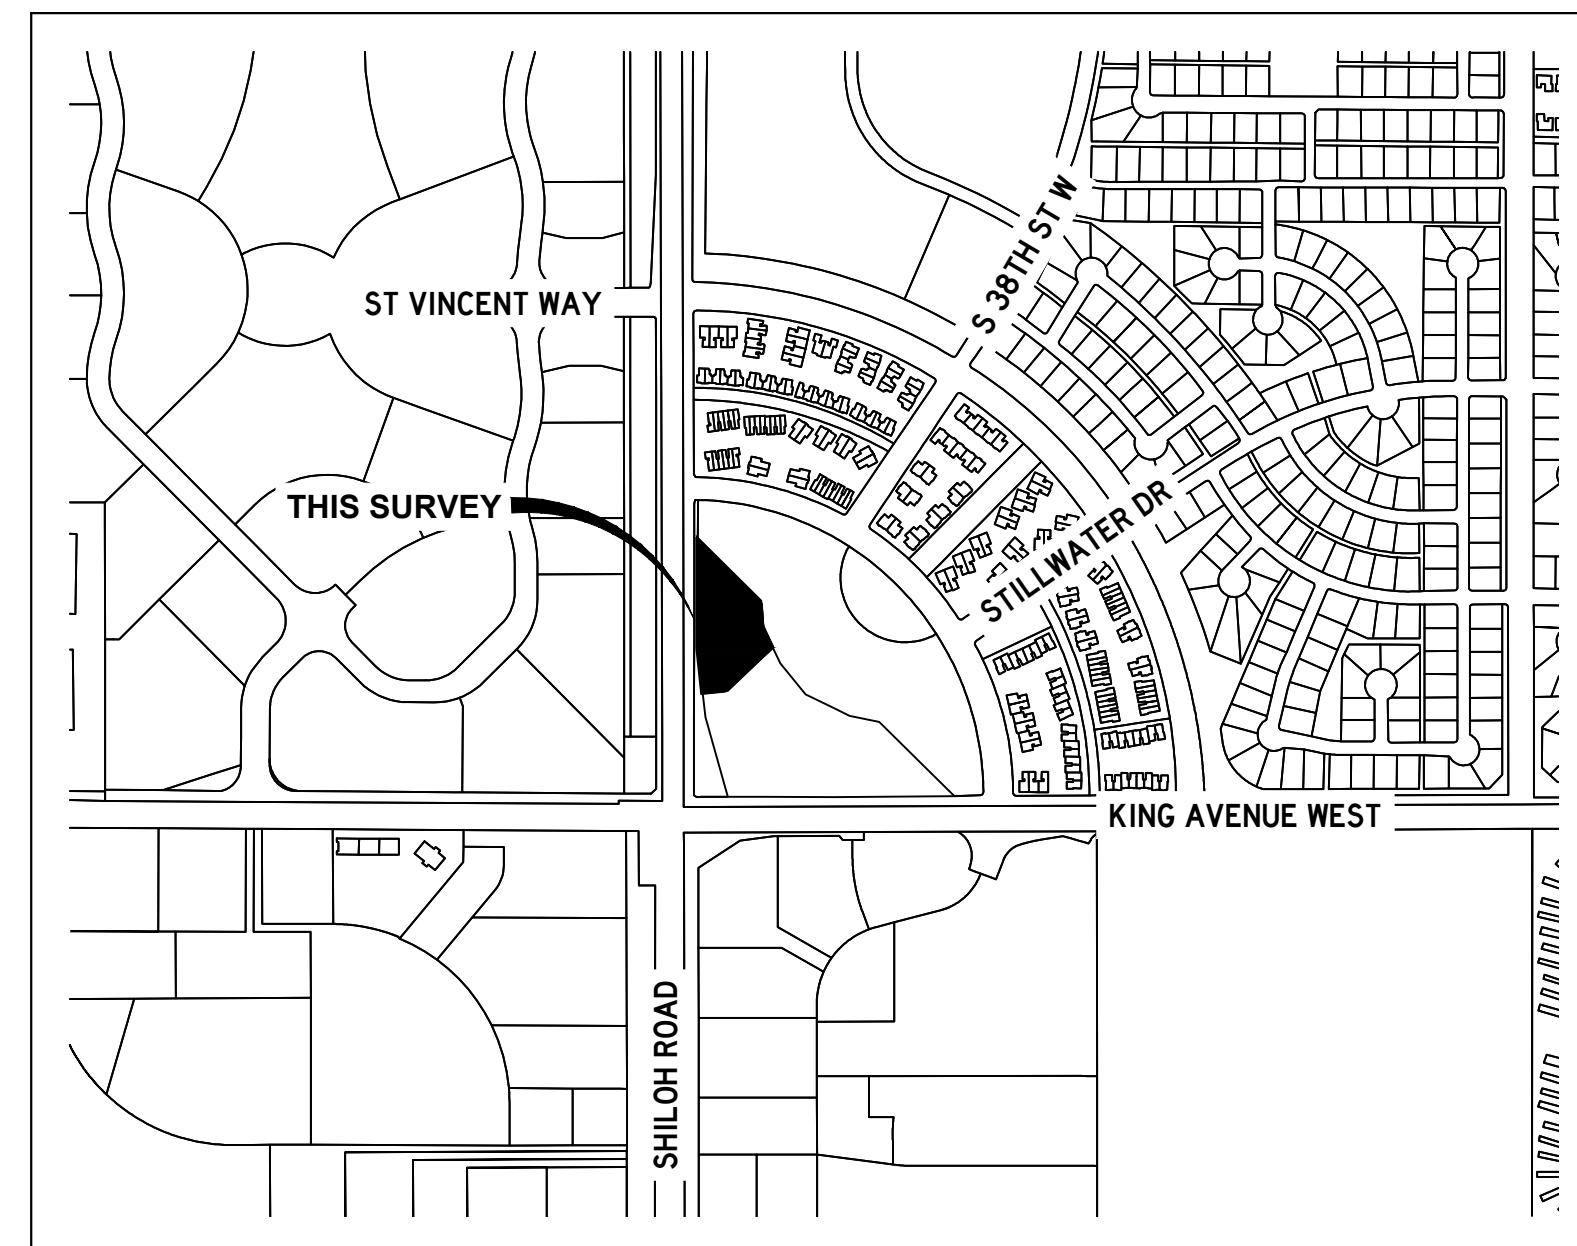 S 38TH ST W
ST VINCENT WAY
THIS SURVEY
STILLWATER DR
KING AVENUE WEST
SHILOH ROAD